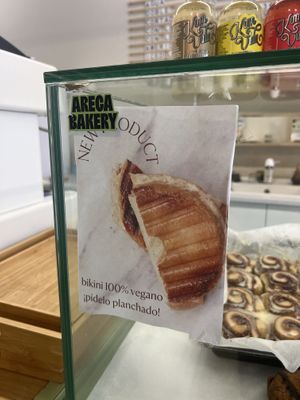 ARECA
BAKERY
NEW PRODUCT
bikini 100% vegano
¡pídelo planchado!